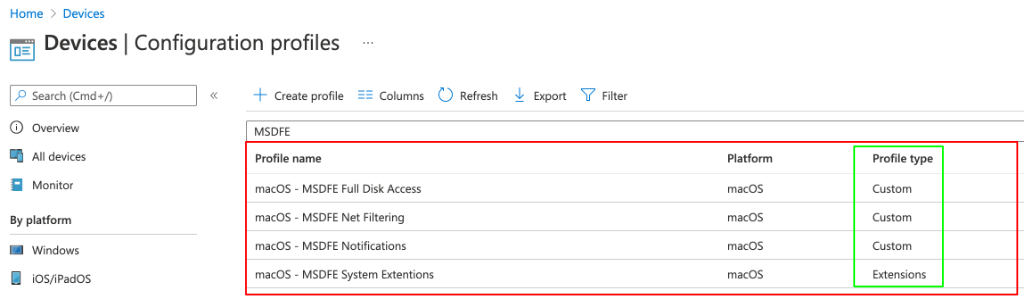 Home > Devices
Devices | Configuration profiles ...
Search (Cmd+/) «
Overview
All devices
Monitor
By platform
Windows
iOS/iPadOS
Create profile Columns Refresh Export Filter
MSDFE
Profile name Platform Profile type
macOS - MSDFE Full Disk Access macOS Custom
macOS - MSDFE Net Filtering macOS Custom
macOS - MSDFE Notifications macOS Custom
macOS - MSDFE System Extentions macOS Extensions